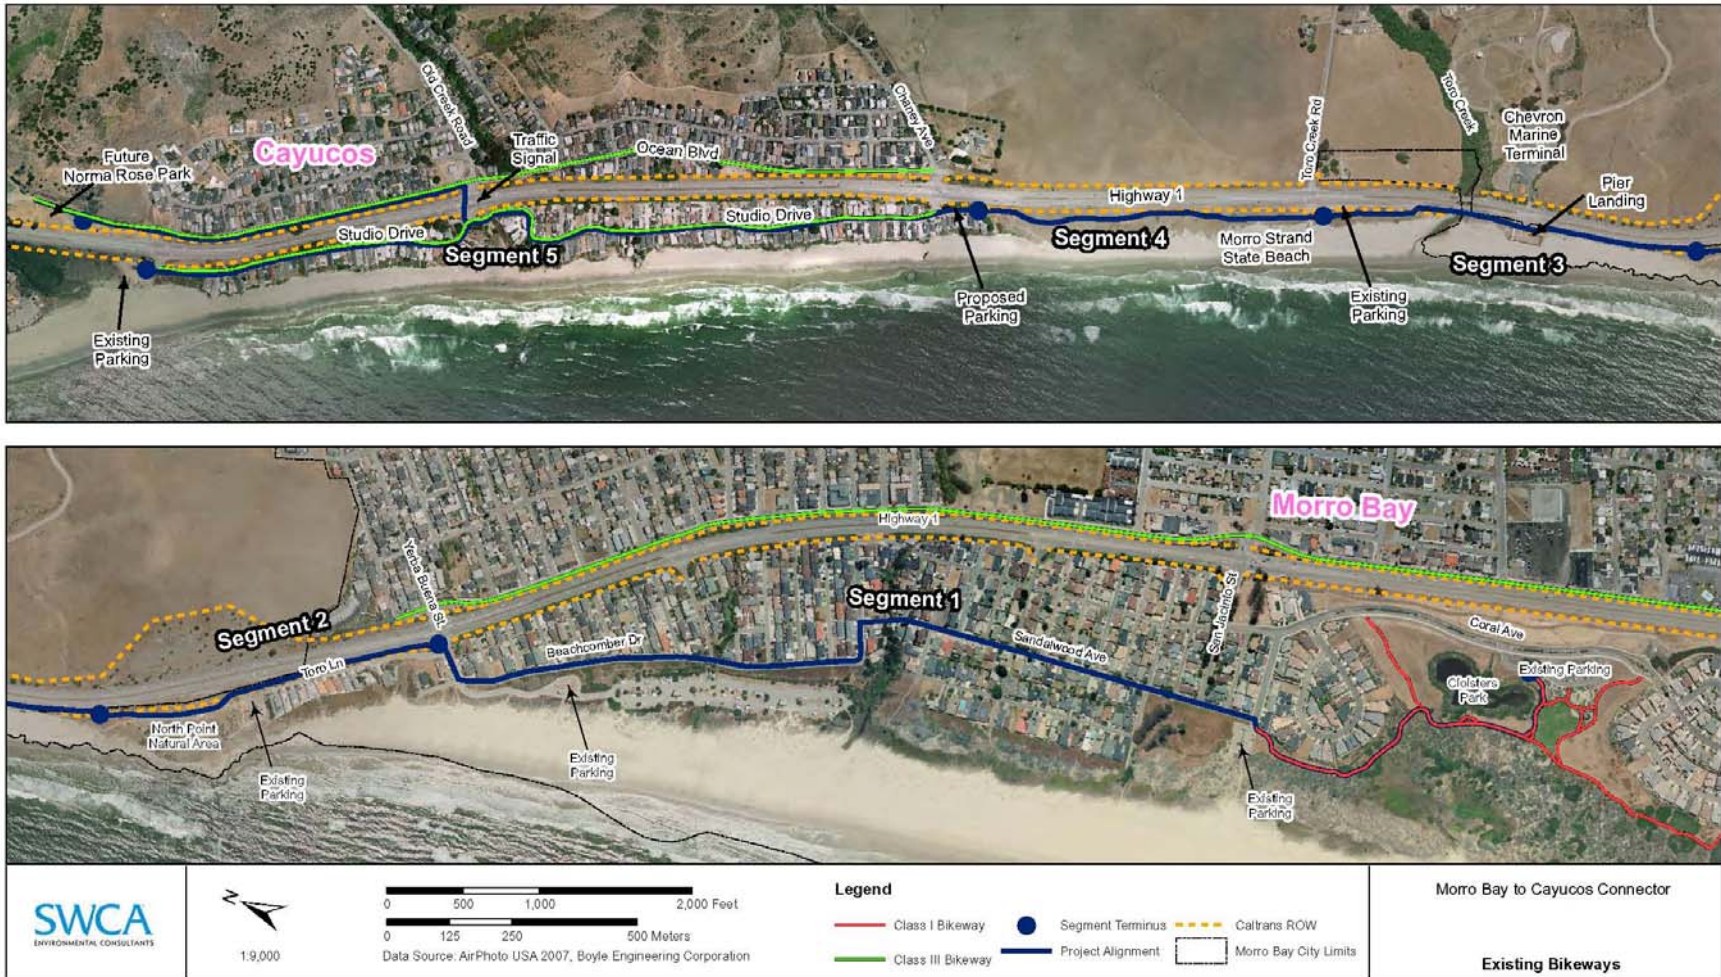 Future
Norma Rose Park
Cayucos
Old Creek Road
Traffic
Signal
Ocean Blvd
Chaney Ave
Toro Creek Rd
Toro Creek
Chevron
Marine
Terminal
Highway 1
Pier
Landing
Studio Drive
Studio Drive
Segment 5
Segment 4
Morro Strand
State Beach
Segment 3
Existing
Parking
Proposed
Parking
Existing
Parking
Morro Bay
Highway 1
Yerba Buena St.
Segment 2
Segment 1
San Jacinto St
Coral Ave
Toro Ln
Beachcomber Dr
Sandalwood Ave
Existing Parking
Cloisters
Park
North Point
Natural Area
Existing
Parking
Existing
Parking
Existing
Parking
SWCA
ENVIRONMENTAL CONSULTANTS
N
1:9,000
0 500 1,000 2,000 Feet
0 125 250 500 Meters
Data Source: AirPhoto USA 2007, Boyle Engineering Corporation
Legend
Class I Bikeway
Class III Bikeway
Segment Terminus
Project Alignment
Caltrans ROW
Morro Bay City Limits
Morro Bay to Cayucos Connector
Existing Bikeways